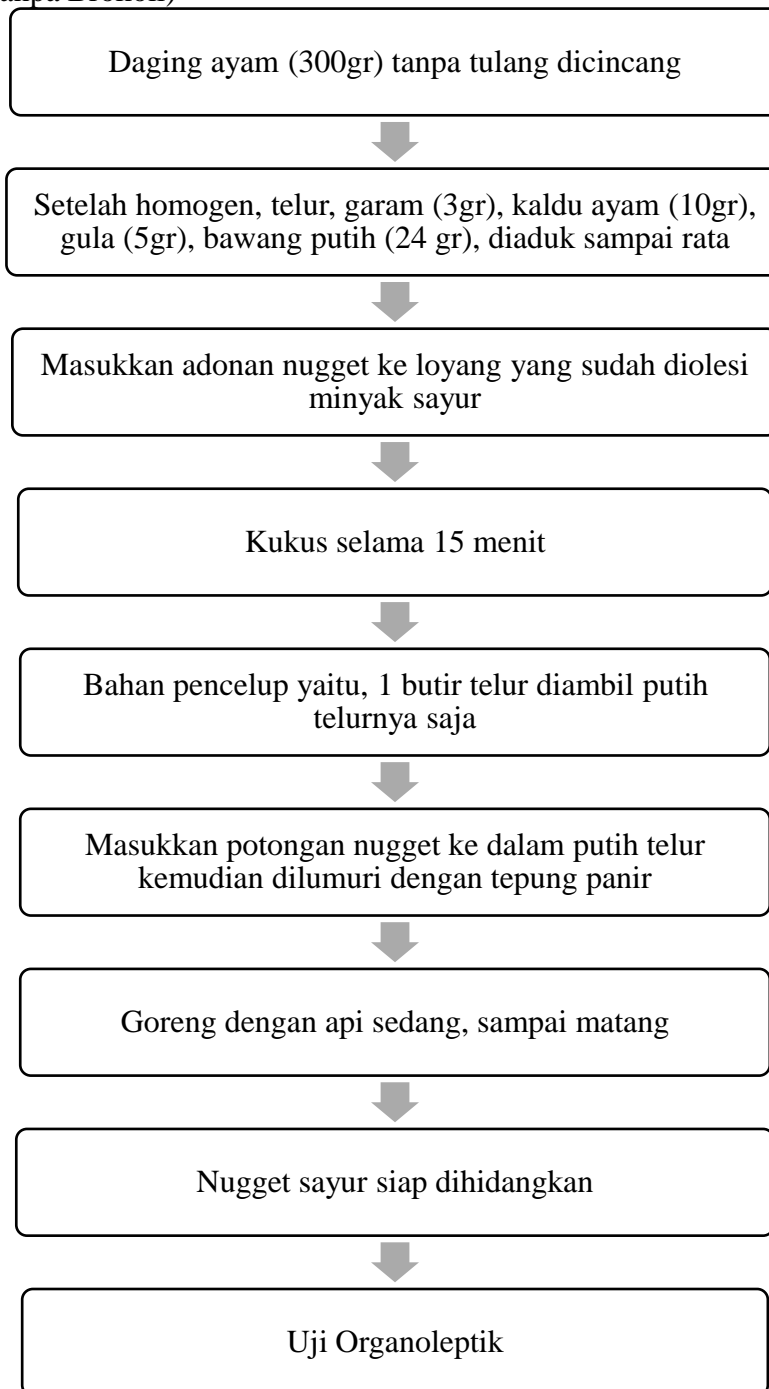 Daging ayam (300gr) tanpa tulang dicincang
Setelah homogen, telur, garam (3gr), kaldu ayam (10gr),
gula (5gr), bawang putih (24 gr), diaduk sampai rata
Masukkan adonan nugget ke loyang yang sudah diolesi
minyak sayur
Kukus selama 15 menit
Bahan pencelup yaitu, 1 butir telur diambil putih
telurnya saja
Masukkan potongan nugget ke dalam putih telur
kemudian dilumuri dengan tepung panir
Goreng dengan api sedang, sampai matang
Nugget sayur siap dihidangkan
Uji Organoleptik